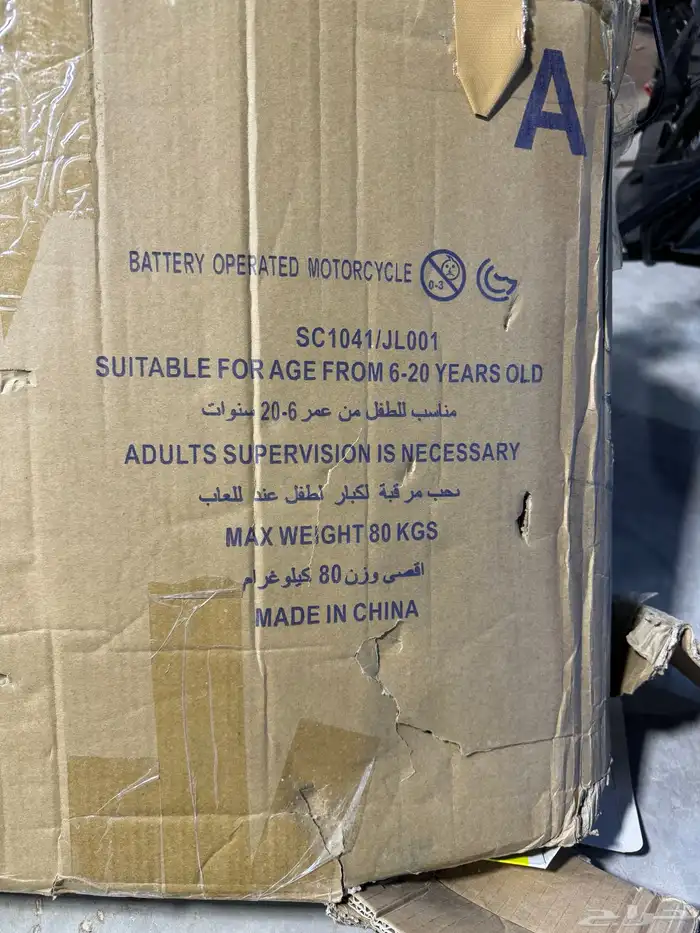 A
BATTERY OPERATED MOTORCYCLE
0-3
SC1041/JL001
SUITABLE FOR AGE FROM 6-20 YEARS OLD
مناسب للطفل من عمر 6-20 سنوات
ADULTS SUPERVISION IS NECESSARY
يجب مرقبة لكبار لطفل عند للعاب
MAX WEIGHT 80 KGS
اقصى وزن 80 كيلوغرام
MADE IN CHINA
حراج